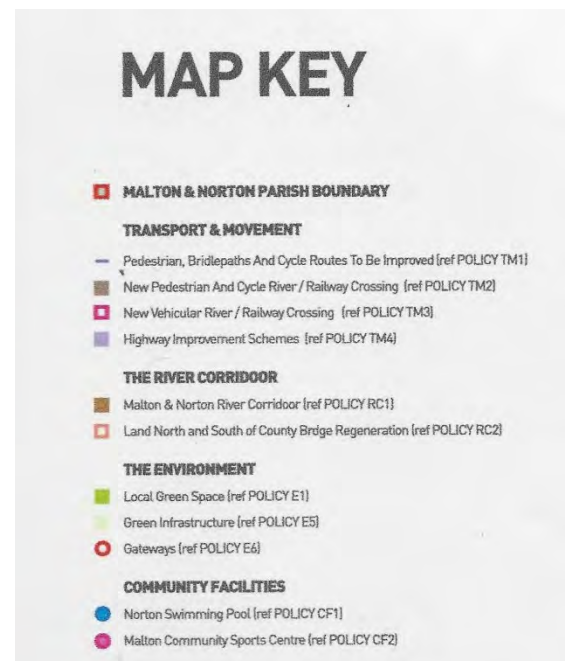 MAP KEY
MALTON & NORTON PARISH BOUNDARY
TRANSPORT & MOVEMENT
Pedestrian, Bridlepaths And Cycle Routes To Be Improved (ref POLICY TM1)
New Pedestrian And Cycle River / Railway Crossing (ref POLICY TM2)
New Vehicular River / Railway Crossing (ref POLICY TM3)
Highway Improvement Schemes (ref POLICY TM4)
THE RIVER CORRIDOOR
Malton & Norton River Corridoor (ref POLICY RC1)
Land North and South of County Brdge Regeneration (ref POLICY RC2)
THE ENVIRONMENT
Local Green Space (ref POLICY E1)
Green Infrastructure (ref POLICY E5)
Gateways (ref POLICY E6)
COMMUNITY FACILITIES
Norton Swimming Pool (ref POLICY CF1)
Malton Community Sports Centre (ref POLICY CF2)